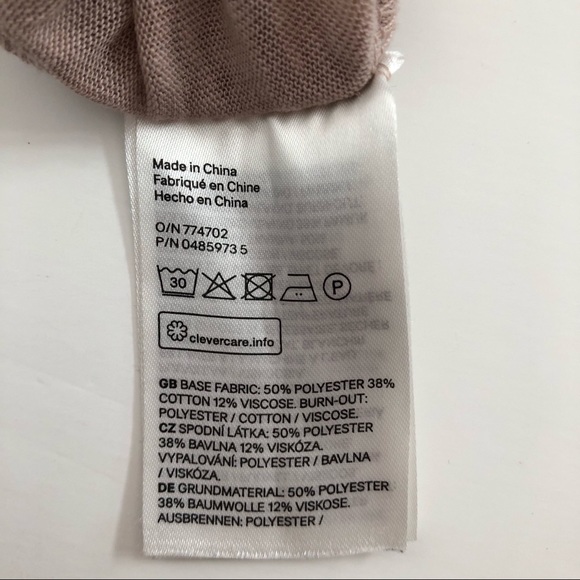 Made in China
Fabriqué en Chine
Hecho en China
O/N 774702
P/N 0485973 5
30 P
clevercare.info
GB BASE FABRIC: 50% POLYESTER 38%
COTTON 12% VISCOSE. BURN-OUT:
POLYESTER / COTTON / VISCOSE.
CZ SPODNÍ LÁTKA: 50% POLYESTER
38% BAVLNA 12% VISKÓZA.
VYPALOVÁNÍ: POLYESTER / BAVLNA
/ VISKÓZA.
DE GRUNDMATERIAL: 50% POLYESTER
38% BAUMWOLLE 12% VISKOSE.
AUSBRENNEN: POLYESTER /